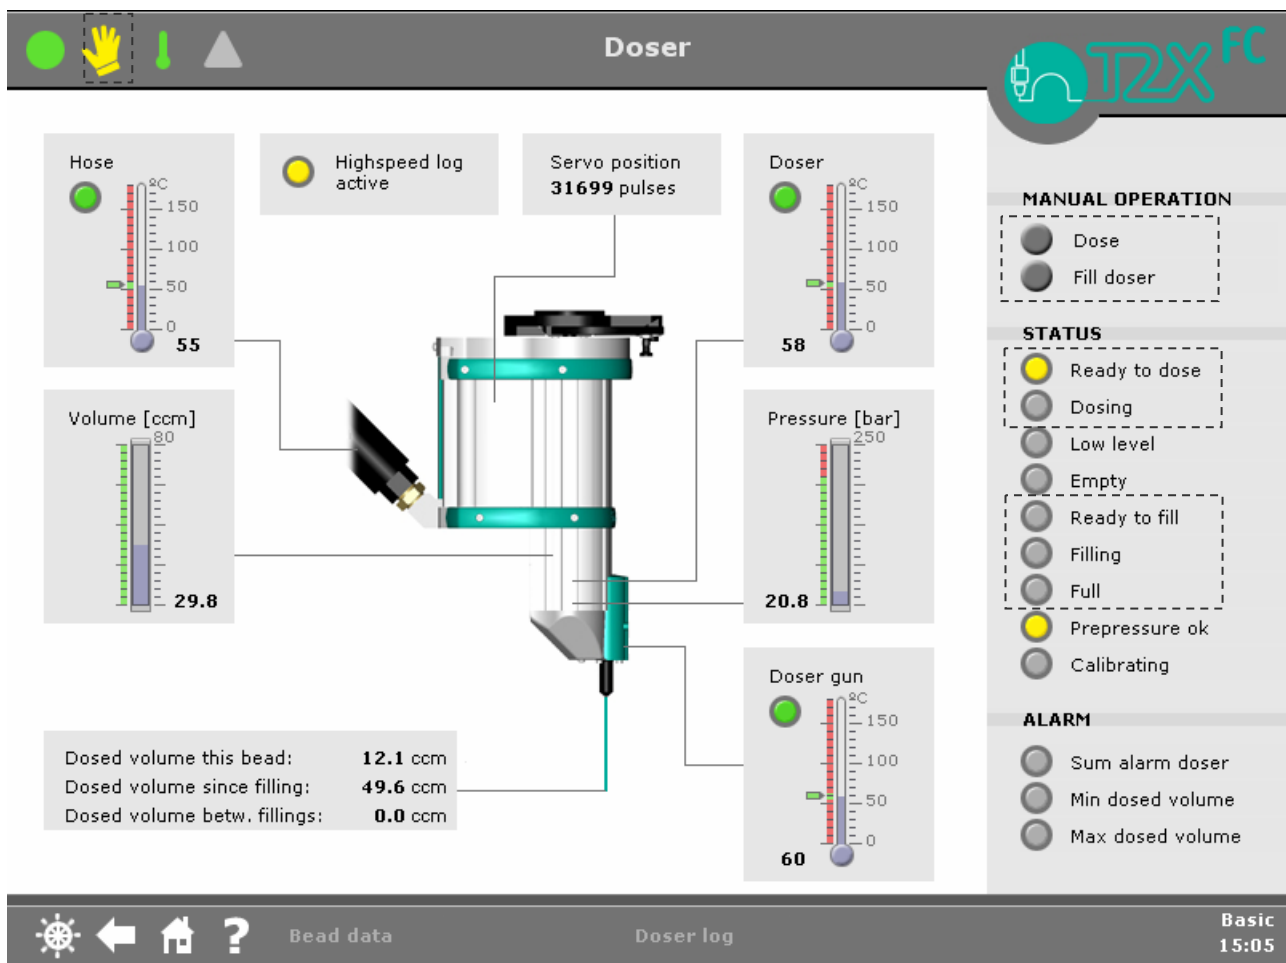 Doser
T2X FC
Hose
ºC
150
100
50
0
55
Highspeed log
active
Servo position
31699 pulses
Doser
ºC
150
100
50
0
58
Volume [ccm]
80
29.8
Pressure [bar]
250
20.8
Doser gun
ºC
150
100
50
0
60
Dosed volume this bead: 12.1 ccm
Dosed volume since filling: 49.6 ccm
Dosed volume betw. fillings: 0.0 ccm
MANUAL OPERATION
Dose
Fill doser
STATUS
Ready to dose
Dosing
Low level
Empty
Ready to fill
Filling
Full
Prepressure ok
Calibrating
ALARM
Sum alarm doser
Min dosed volume
Max dosed volume
?
Bead data
Doser log
Basic
15:05